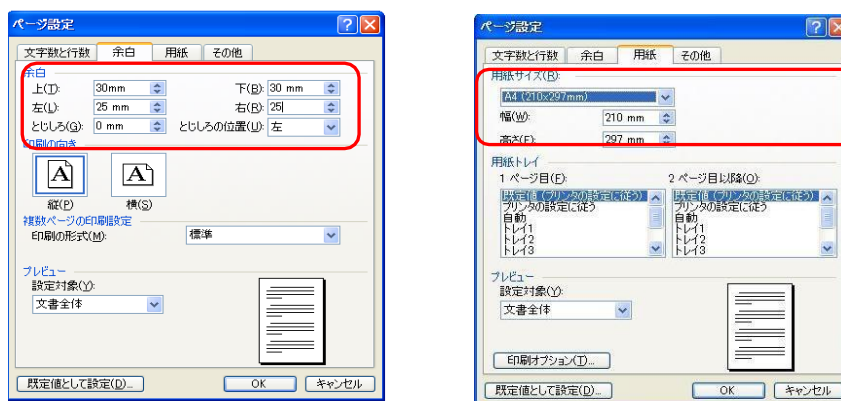 ページ設定
文字数と行数 余白 用紙 その他
余白
上(T): 30mm 下(B): 30 mm
左(L): 25 mm 右(R): 25
とじしろ(G): 0 mm とじしろの位置(U): 左
印刷の向き
A A
縦(P) 横(S)
複数ページの印刷設定
印刷の形式(M): 標準
プレビュー
設定対象(Y):
文書全体
既定値として設定(D)... OK キャンセル
ページ設定
文字数と行数 余白 用紙 その他
用紙サイズ(R):
A4 (210x297mm)
幅(W): 210 mm
高さ(E): 297 mm
用紙トレイ
1 ページ目(F): 2 ページ目以降(O):
既定値 (プリンタの設定に従う) 既定値 (プリンタの設定に従う)
プリンタの設定に従う プリンタの設定に従う
自動 自動
トレイ1 トレイ1
トレイ2 トレイ2
トレイ3 トレイ3
プレビュー
設定対象(Y):
文書全体
印刷オプション(T)...
既定値として設定(D)... OK キャンセル